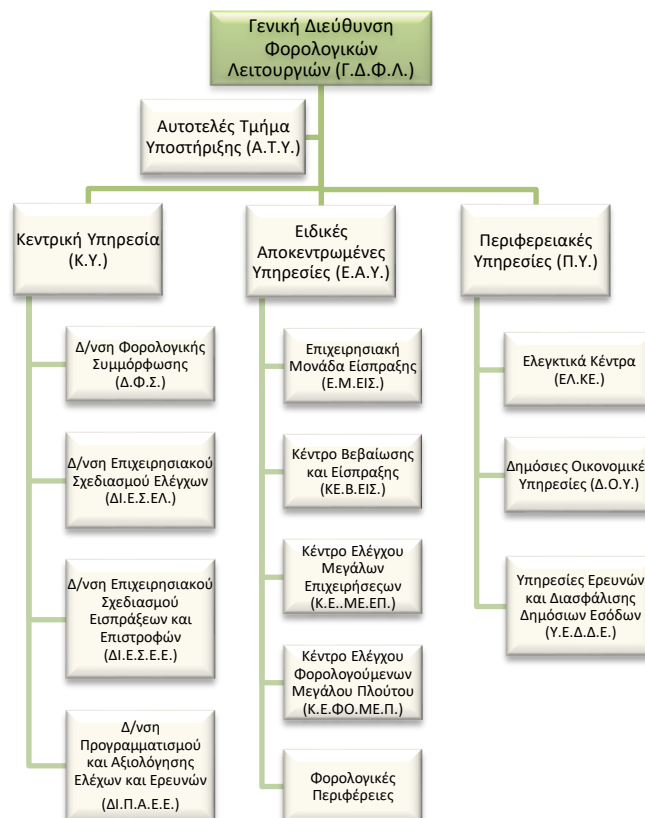 Γενική Διεύθυνση
Φορολογικών
Λειτουργιών (Γ.Δ.Φ.Λ.)
Αυτοτελές Τμήμα
Υποστήριξης (Α.Τ.Υ.)
Κεντρική Υπηρεσία
(Κ.Υ.)
Δ/νση Φορολογικής
Συμμόρφωσης
(Δ.Φ.Σ.)
Δ/νση Επιχειρησιακού
Σχεδιασμού Ελέγχων
(ΔΙ.Ε.Σ.ΕΛ.)
Δ/νση Επιχειρησιακού
Σχεδιασμού
Εισπράξεων και
Επιστροφών
(ΔΙ.Ε.Σ.Ε.Ε.)
Δ/νση
Προγραμματισμού
και Αξιολόγησης
Ελέχων και Ερευνών
(ΔΙ.Π.Α.Ε.Ε.)
Ειδικές
Αποκεντρωμένες
Υπηρεσίες (Ε.Α.Υ.)
Επιχειρησιακή
Μονάδα Είσπραξης
(Ε.Μ.ΕΙΣ.)
Κέντρο Βεβαίωσης
και Είσπραξης
(ΚΕ.Β.ΕΙΣ.)
Κέντρο Ελέγχου
Μεγάλων
Επιχειρήσεςων
(Κ.Ε..ΜΕ.ΕΠ.)
Κέντρο Ελέγχου
Φορολογούμενων
Μεγάλου Πλούτου
(Κ.Ε.ΦΟ.ΜΕ.Π.)
Φορολογικές
Περιφέρειες
Περιφερειακές
Υπηρεσίες (Π.Υ.)
Ελεγκτικά Κέντρα
(ΕΛ.ΚΕ.)
Δημόσιες Οικονομικέ
Υπηρεσίες (Δ.Ο.Υ.)
Υπηρεσίες Ερευνών
και Διασφάλισης
Δημόσιων Εσόδων
(Υ.Ε.Δ.Δ.Ε.)